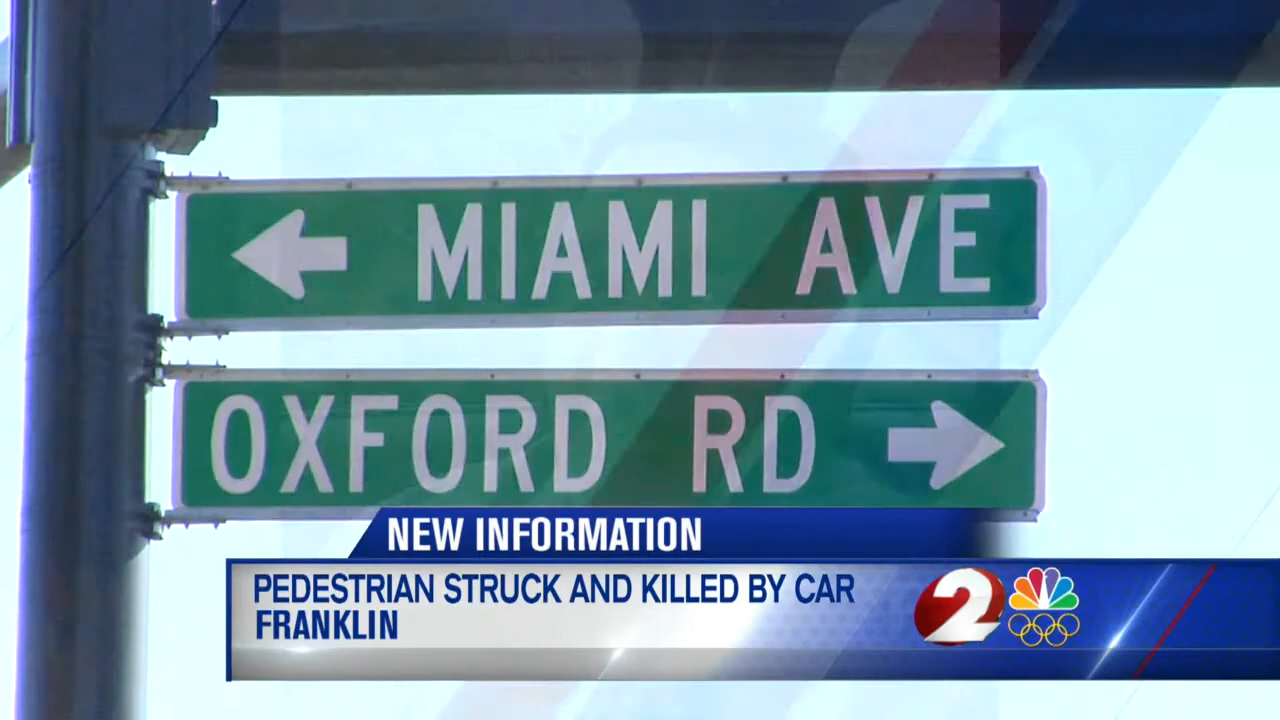 MIAMI AVE
OXFORD RD
NEW INFORMATION
PEDESTRIAN STRUCK AND KILLED BY CAR
FRANKLIN
2